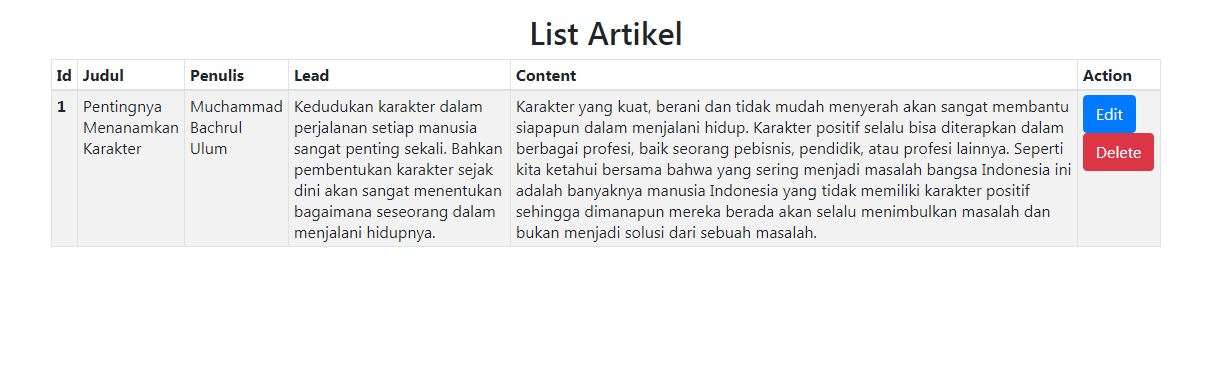 List Artikel
Id Judul Penulis Lead Content Action
1
Pentingnya
Menanamkan
Karakter
Muchammad
Bachrul
Ulum
Kedudukan karakter dalam
perjalanan setiap manusia
sangat penting sekali. Bahkan
pembentukan karakter sejak
dini akan sangat menentukan
bagaimana seseorang dalam
menjalani hidupnya.
Karakter yang kuat, berani dan tidak mudah menyerah akan sangat membantu
siapapun dalam menjalani hidup. Karakter positif selalu bisa diterapkan dalam
berbagai profesi, baik seorang pebisnis, pendidik, atau profesi lainnya. Seperti
kita ketahui bersama bahwa yang sering menjadi masalah bangsa Indonesia ini
adalah banyaknya manusia Indonesia yang tidak memiliki karakter positif
sehingga dimanapun mereka berada akan selalu menimbulkan masalah dan
bukan menjadi solusi dari sebuah masalah.
Edit
Delete